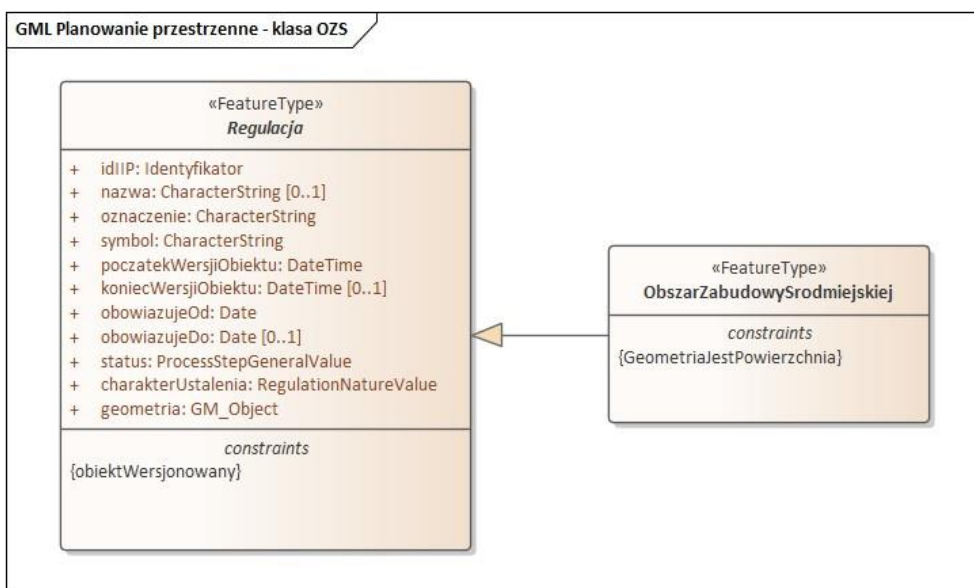 GML Planowanie przestrzenne - klasa OZS
«FeatureType»
Regulacja
+ idIIP: Identyfikator
+ nazwa: CharacterString [0..1]
+ oznaczenie: CharacterString
+ symbol: CharacterString
+ poczatekWersjiObiektu: DateTime
+ koniecWersjiObiektu: DateTime [0..1]
+ obowiazujeOd: Date
+ obowiazujeDo: Date [0..1]
+ status: ProcessStepGeneralValue
+ charakterUstalenia: RegulationNatureValue
+ geometria: GM_Object
constraints
{obiektWersjonowany}
«FeatureType»
ObszarZabudowySrodmiejskiej
constraints
{GeometriaJestPowierzchnia}